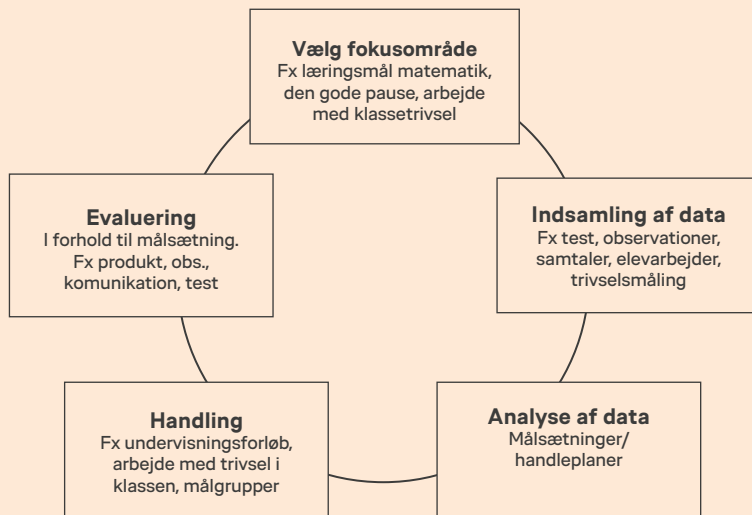 Vælg fokusområde
Fx læringsmål matematik,
den gode pause, arbejde
med klassetrivsel
Indsamling af data
Fx test, observationer,
samtaler, elevarbejder,
trivselsmåling
Analyse af data
Målsætninger/
handleplaner
Handling
Fx undervisningsforløb,
arbejde med trivsel i
klassen, målgrupper
Evaluering
I forhold til målsætning.
Fx produkt, obs.,
komunikation, test